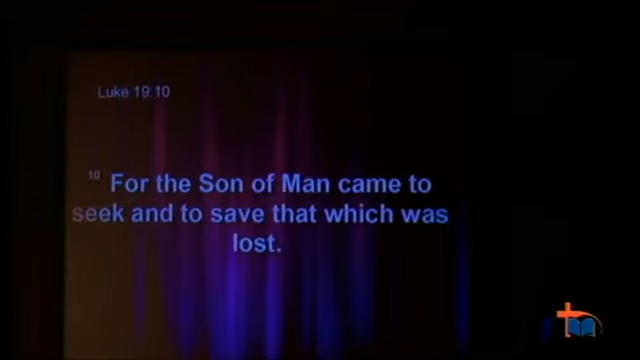 Luke 19:10
10 For the Son of Man came to
seek and to save that which was
lost.